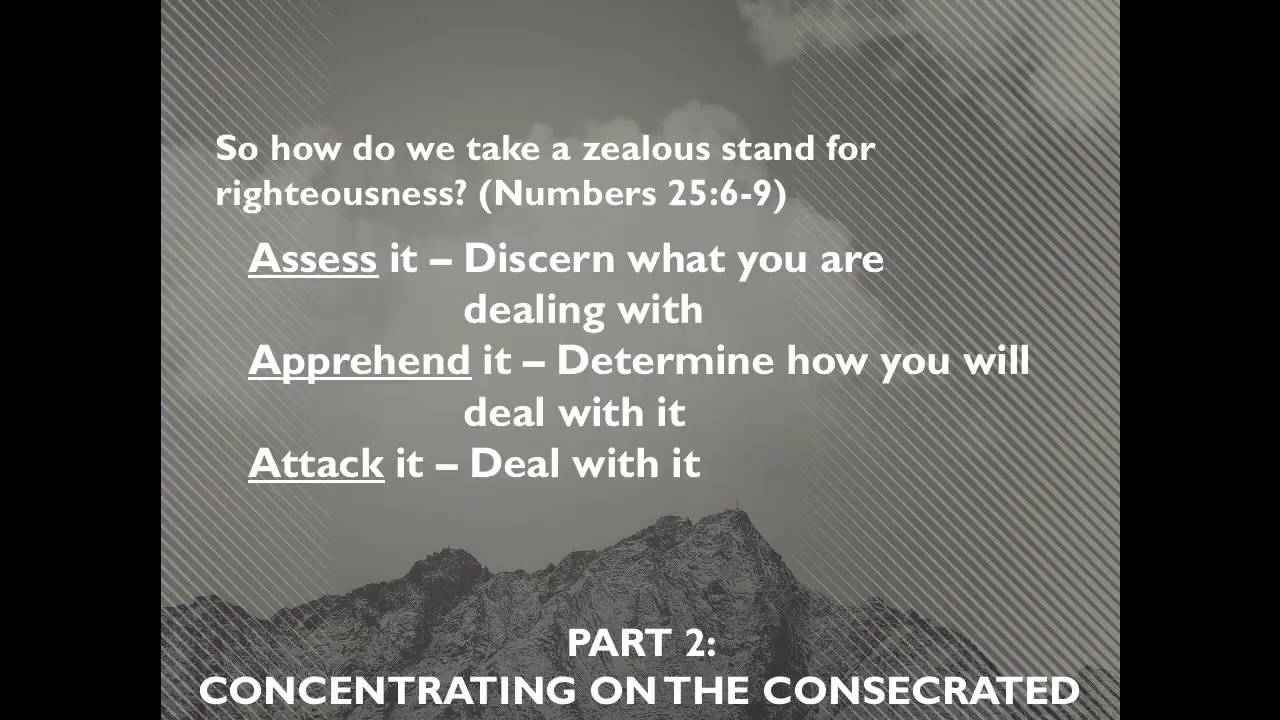 So how do we take a zealous stand for
righteousness? (Numbers 25:6-9)
Assess it – Discern what you are
dealing with
Apprehend it – Determine how you will
deal with it
Attack it – Deal with it
PART 2:
CONCENTRATING ON THE CONSECRATED